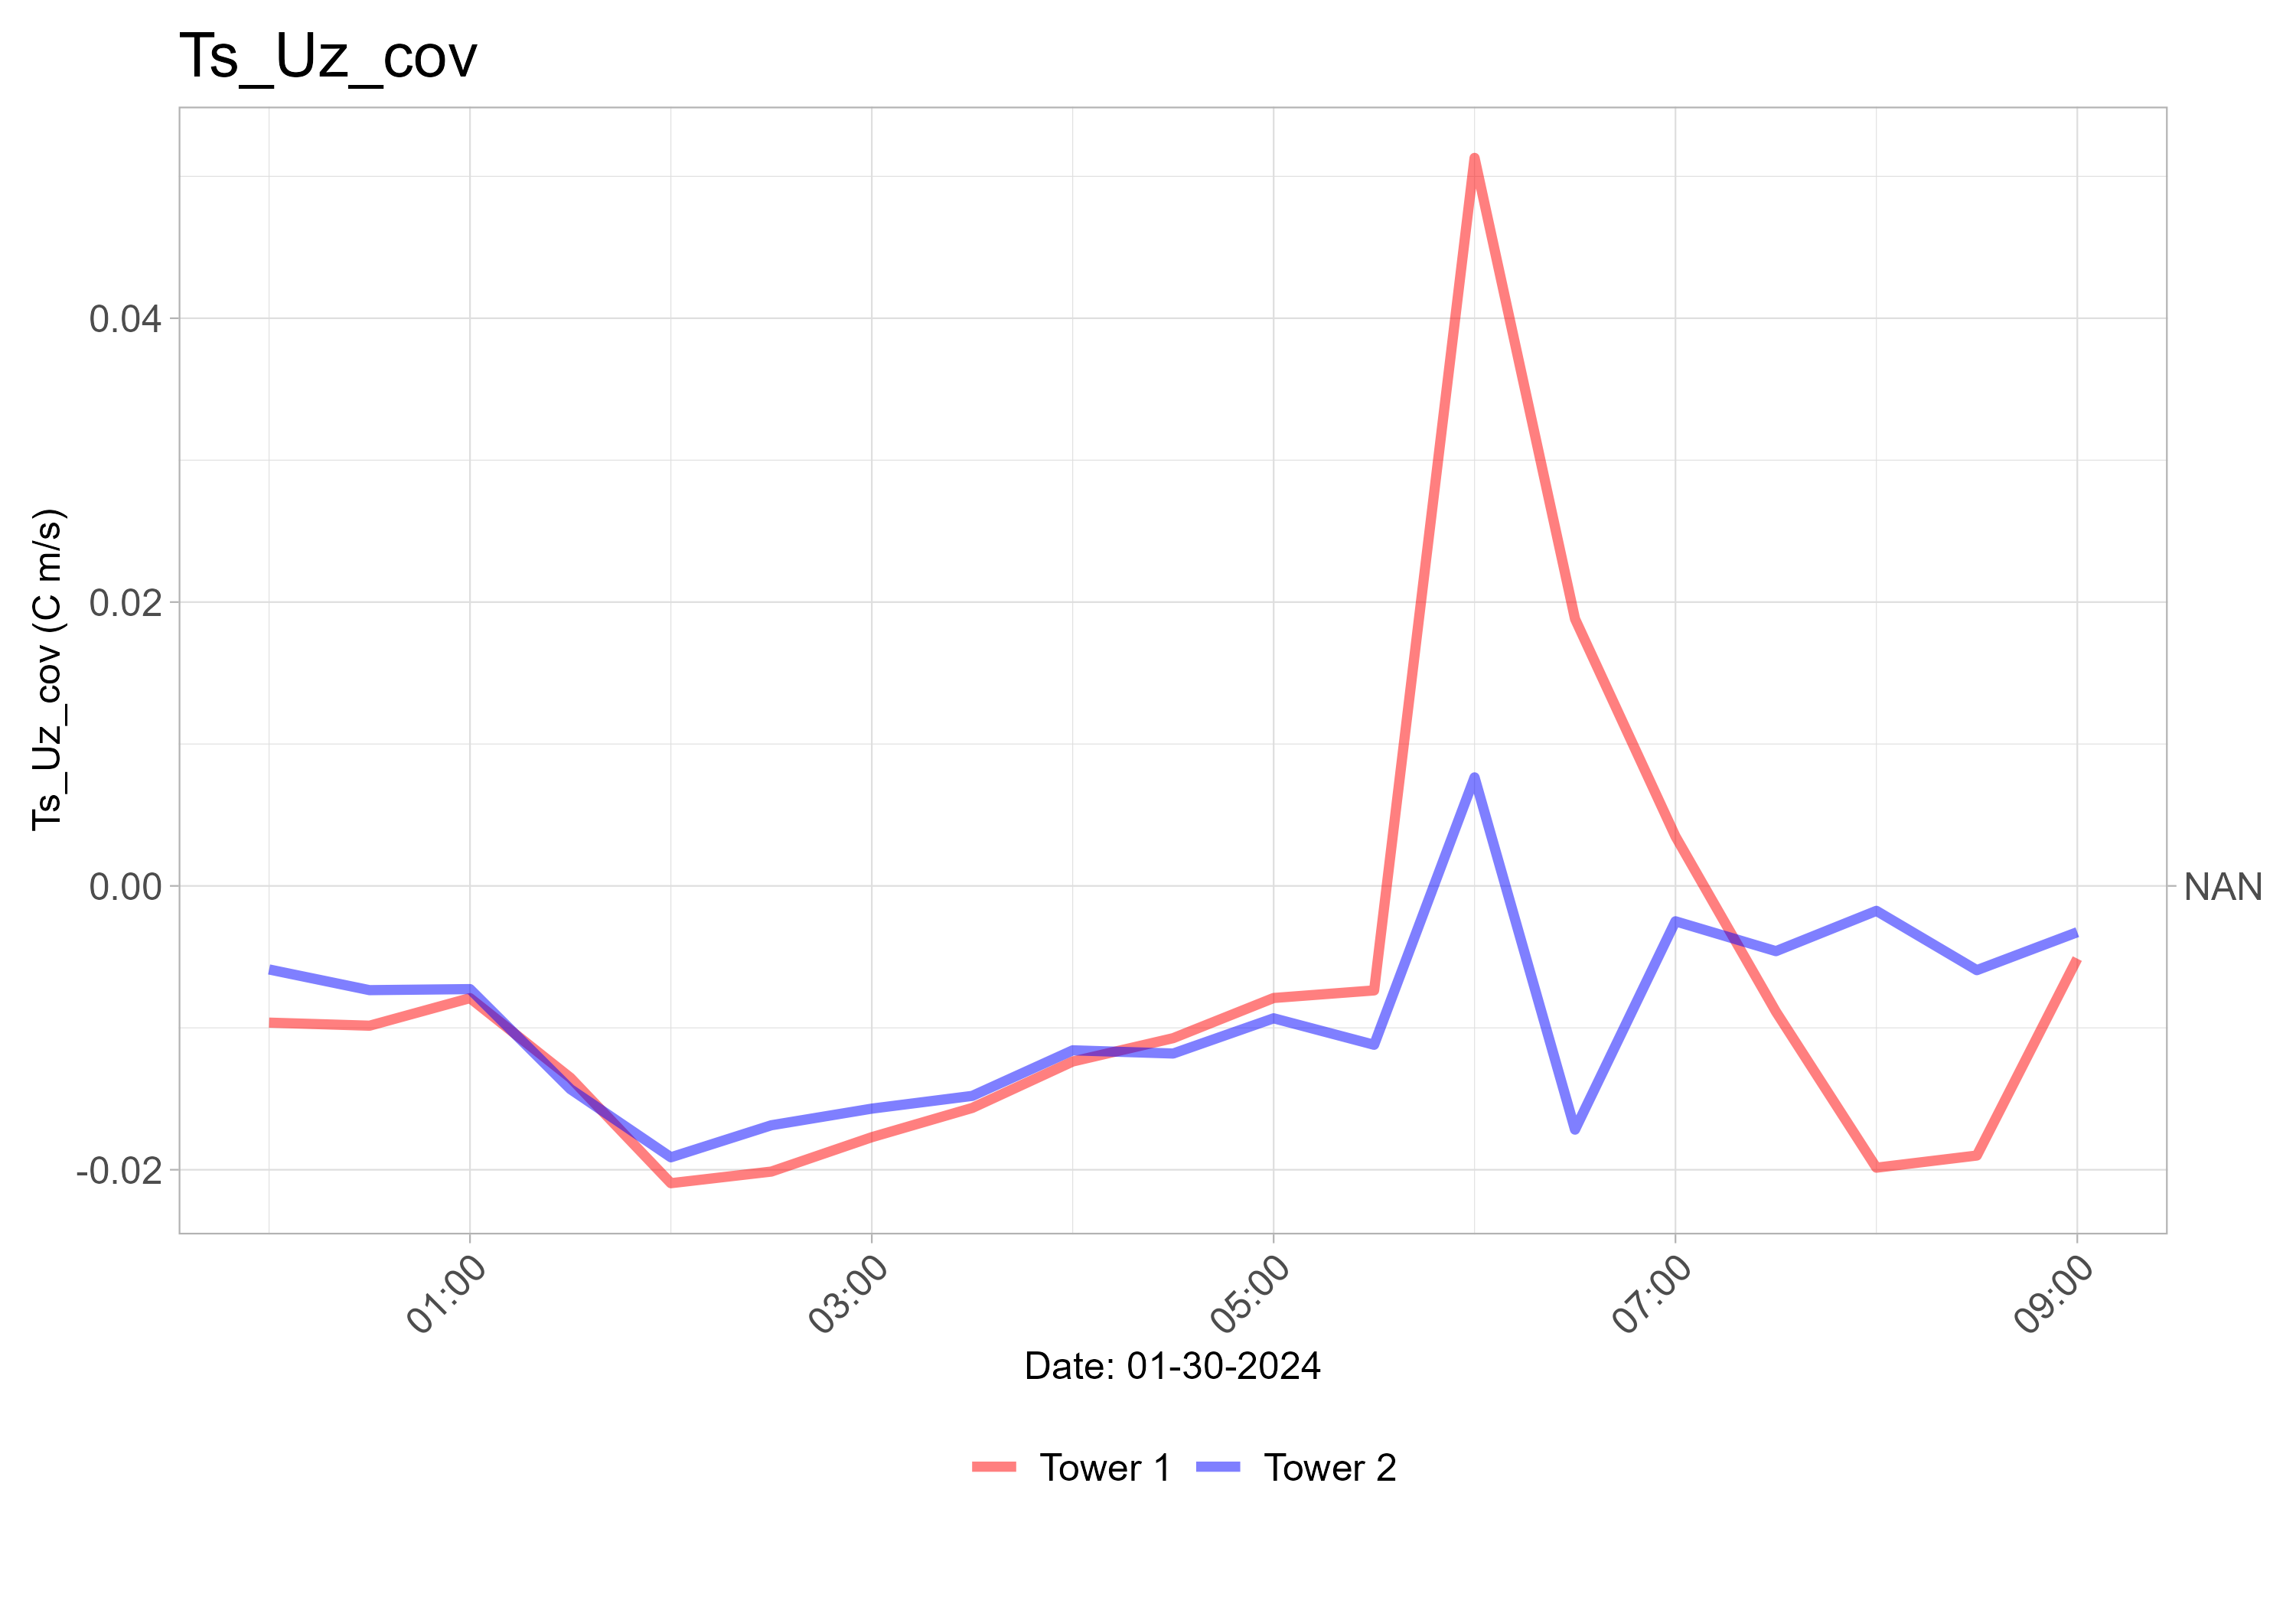 Ts_Uz_cov
Ts_Uz_cov (C m/s)
0.04
0.02
0.00
-0.02
NAN
01:00
03:00
05:00
07:00
09:00
Date: 01-30-2024
Tower 1
Tower 2